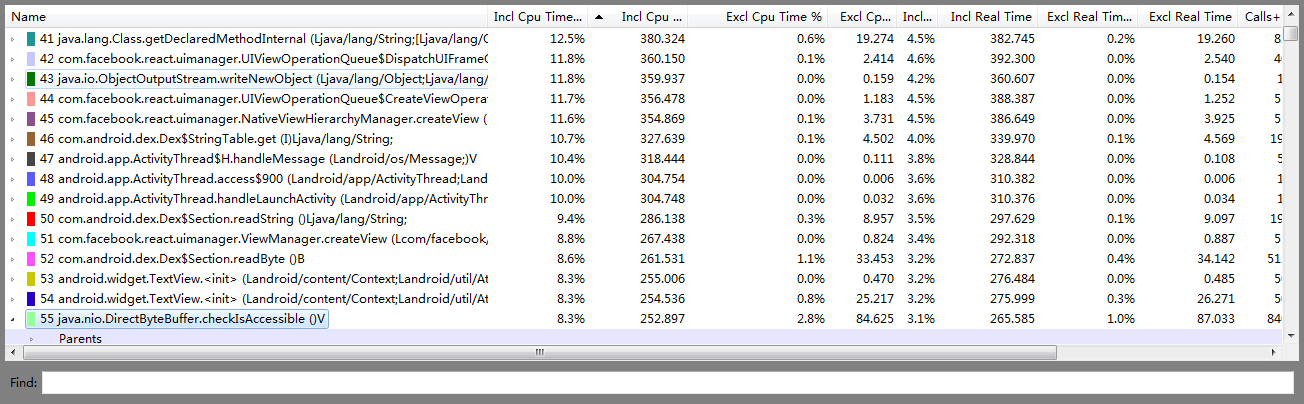 Name Incl Cpu Time... Incl Cpu ... Excl Cpu Time % Excl Cp... Incl... Incl Real Time Excl Real Tim... Excl Real Time Calls+
41 java.lang.Class.getDeclaredMethodInternal (Ljava/lang/String;[Ljava/lang/C 12.5% 380.324 0.6% 19.274 4.5% 382.745 0.2% 19.260 8
42 com.facebook.react.uimanager.UIViewOperationQueue$DispatchUIFrameC 11.8% 360.150 0.1% 2.414 4.6% 392.300 0.0% 2.540 4
43 java.io.ObjectOutputStream.writeNewObject (Ljava/lang/Object;Ljava/lang/ 11.8% 359.937 0.0% 0.159 4.2% 360.607 0.0% 0.154 1
44 com.facebook.react.uimanager.UIViewOperationQueue$CreateViewOpera 11.7% 356.478 0.0% 1.183 4.5% 388.387 0.0% 1.252 5
45 com.facebook.react.uimanager.NativeViewHierarchyManager.createView ( 11.6% 354.869 0.1% 3.731 4.5% 386.649 0.0% 3.925 5
46 com.android.dex.Dex$StringTable.get (I)Ljava/lang/String; 10.7% 327.639 0.1% 4.502 4.0% 339.970 0.1% 4.569 19
47 android.app.ActivityThread$H.handleMessage (Landroid/os/Message;)V 10.4% 318.444 0.0% 0.111 3.8% 328.844 0.0% 0.108 5
48 android.app.ActivityThread.access$900 (Landroid/app/ActivityThread;Land 10.0% 304.754 0.0% 0.006 3.6% 310.382 0.0% 0.006 1
49 android.app.ActivityThread.handleLaunchActivity (Landroid/app/ActivityThr 10.0% 304.748 0.0% 0.032 3.6% 310.376 0.0% 0.034 1
50 com.android.dex.Dex$Section.readString ()Ljava/lang/String; 9.4% 286.138 0.3% 8.957 3.5% 297.629 0.1% 9.097 19
51 com.facebook.react.uimanager.ViewManager.createView (Lcom/facebook/ 8.8% 267.438 0.0% 0.824 3.4% 292.318 0.0% 0.887 5
52 com.android.dex.Dex$Section.readByte ()B 8.6% 261.531 1.1% 33.453 3.2% 272.837 0.4% 34.142 51
53 android.widget.TextView.<init> (Landroid/content/Context;Landroid/util/At 8.3% 255.006 0.0% 0.470 3.2% 276.484 0.0% 0.485 5
54 android.widget.TextView.<init> (Landroid/content/Context;Landroid/util/At 8.3% 254.536 0.8% 25.217 3.2% 275.999 0.3% 26.271 5
55 java.nio.DirectByteBuffer.checkIsAccessible ()V 8.3% 252.897 2.8% 84.625 3.1% 265.585 1.0% 87.033 84
Parents
Find: